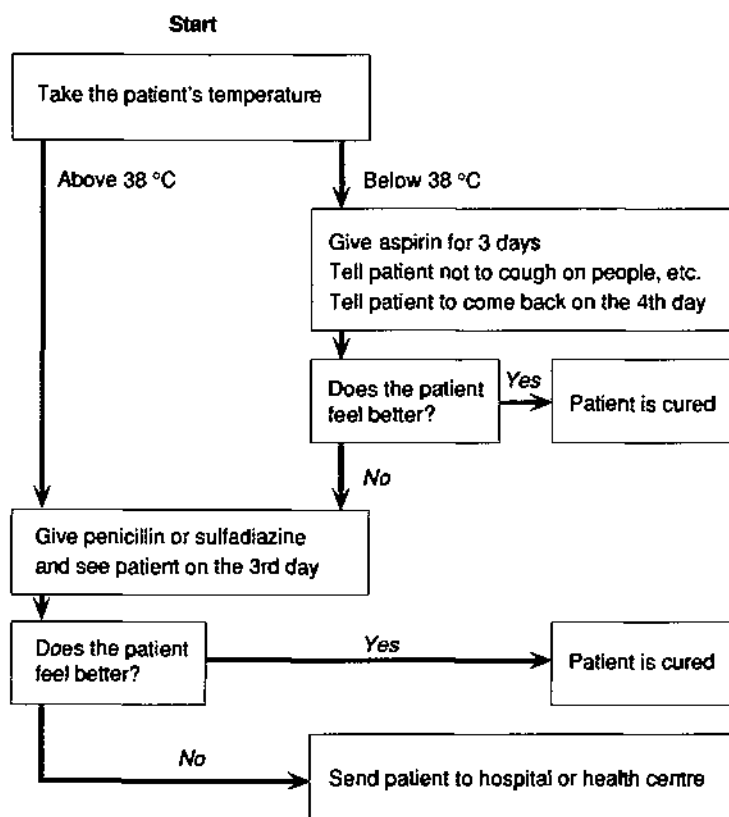 Start
Take the patient's temperature
Above 38 °C
Below 38 °C
Give aspirin for 3 days
Tell patient not to cough on people, etc.
Tell patient to come back on the 4th day
Does the patient
feel better?
Yes
Patient is cured
No
Give penicillin or sulfadiazine
and see patient on the 3rd day
Does the patient
feel better?
Yes
Patient is cured
No
Send patient to hospital or health centre